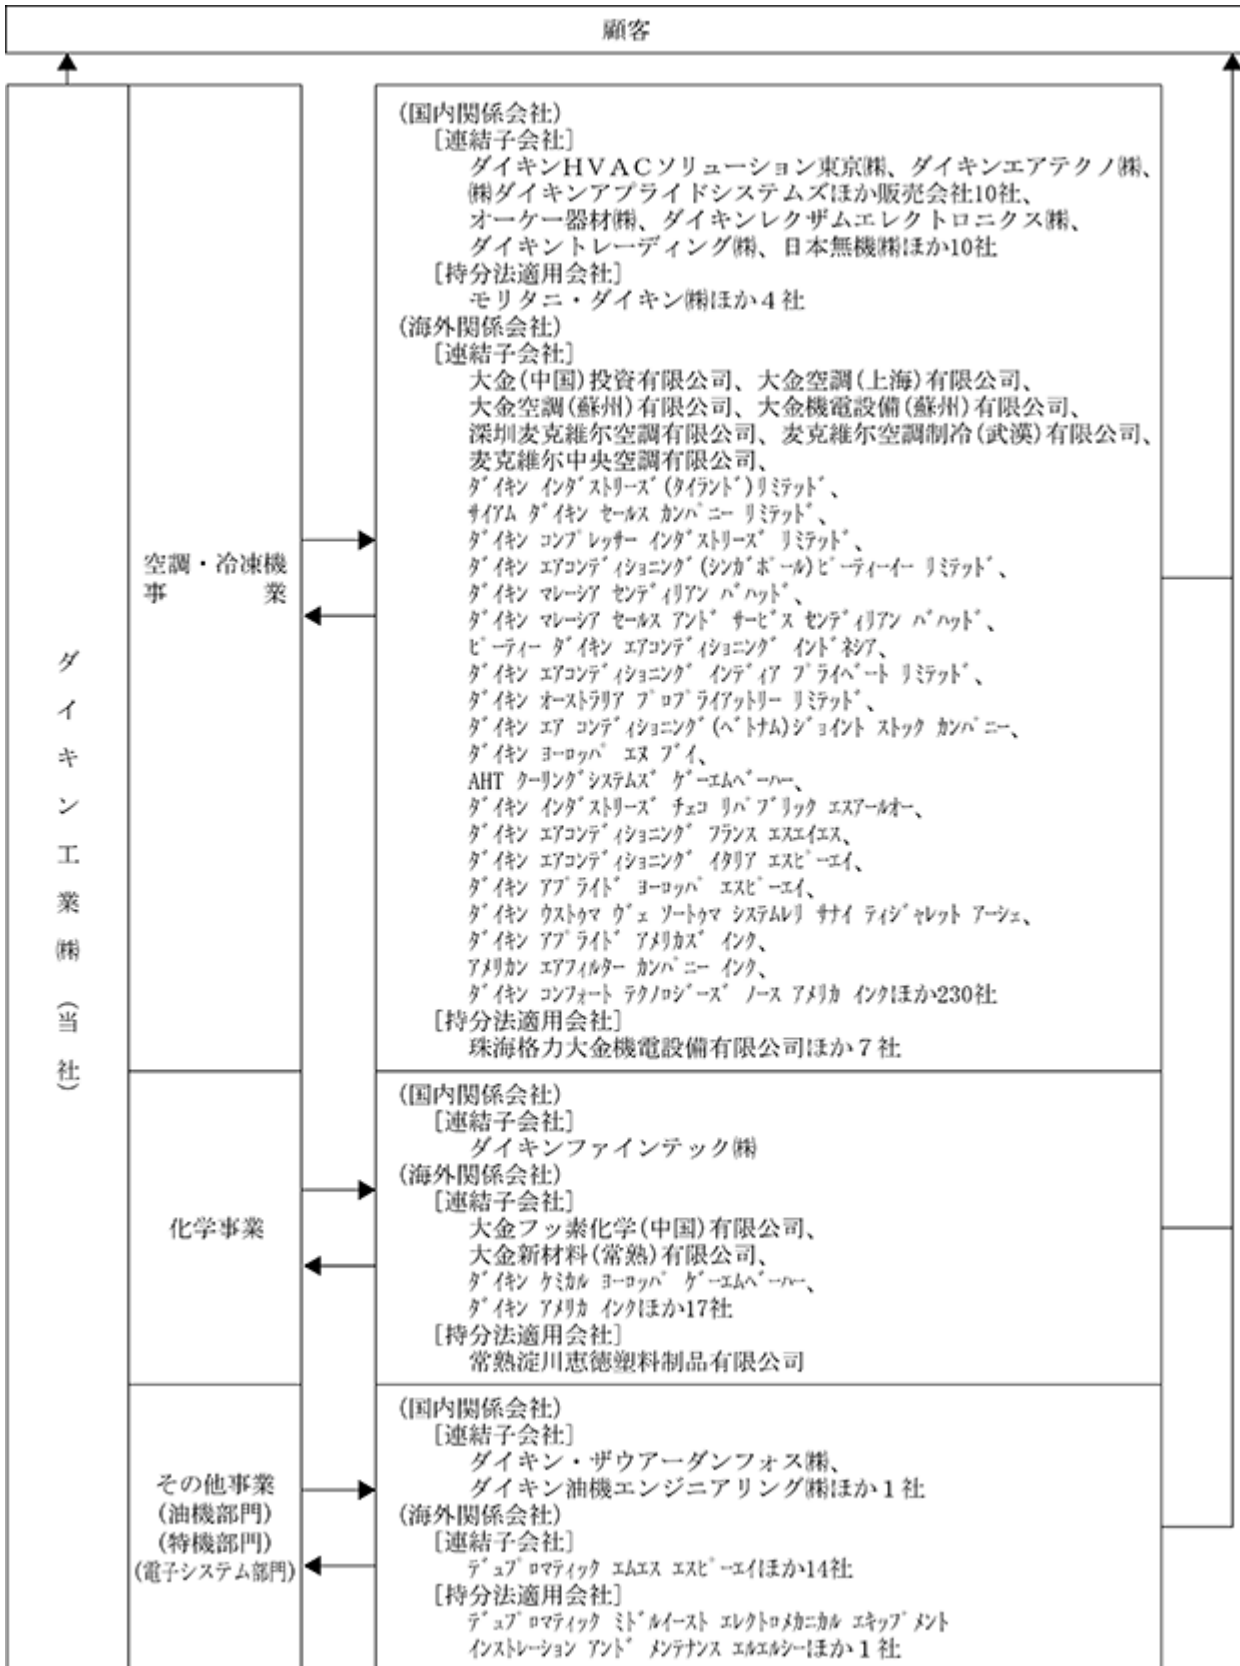 顧客
ダイキン工業㈱（当社）
空調・冷凍機
事業
(国内関係会社)
[連結子会社]
ダイキンHVACソリューション東京㈱、ダイキンエアテクノ㈱、
㈱ダイキンアプライドシステムズほか販売会社10社、
オーケー器材㈱、ダイキンレクザムエレクトロニクス㈱、
ダイキントレーディング㈱、日本無機㈱ほか10社
[持分法適用会社]
モリタニ・ダイキン㈱ほか４社
(海外関係会社)
[連結子会社]
大金(中国)投資有限公司、大金空調(上海)有限公司、
大金空調(蘇州)有限公司、大金機電設備(蘇州)有限公司、
深圳麦克維尓空調有限公司、麦克維尓空調制冷(武漢)有限公司、
麦克維尓中央空調有限公司、
ﾀﾞｲｷﾝ ｲﾝﾀﾞｽﾄﾘｰｽﾞ(ﾀｲﾗﾝﾄﾞ)ﾘﾐﾃｯﾄﾞ、
ｻｲｱﾑ ﾀﾞｲｷﾝ ｾｰﾙｽ ｶﾝﾊﾟﾆｰ ﾘﾐﾃｯﾄﾞ、
ﾀﾞｲｷﾝ ｺﾝﾌﾟﾚｯｻｰ ｲﾝﾀﾞｽﾄﾘｰｽﾞ ﾘﾐﾃｯﾄﾞ、
ﾀﾞｲｷﾝ ｴｱｺﾝﾃﾞｨｼｮﾆﾝｸﾞ(ｼﾝｶﾞﾎﾟｰﾙ)ﾋﾟｰﾃｨｰｲｰ ﾘﾐﾃｯﾄﾞ、
ﾀﾞｲｷﾝ ﾏﾚｰｼｱ ｾﾝﾃﾞｨﾘｱﾝ ﾊﾞﾊｯﾄﾞ、
ﾀﾞｲｷﾝ ﾏﾚｰｼｱ ｾｰﾙｽ ｱﾝﾄﾞ ｻｰﾋﾞｽ ｾﾝﾃﾞｨﾘｱﾝ ﾊﾞﾊｯﾄﾞ、
ﾋﾟｰﾃｨｰ ﾀﾞｲｷﾝ ｴｱｺﾝﾃﾞｨｼｮﾆﾝｸﾞ ｲﾝﾄﾞﾈｼｱ、
ﾀﾞｲｷﾝ ｴｱｺﾝﾃﾞｨｼｮﾆﾝｸﾞ ｲﾝﾃﾞｨｱ ﾌﾟﾗｲﾍﾞｰﾄ ﾘﾐﾃｯﾄﾞ、
ﾀﾞｲｷﾝ ｵｰｽﾄﾗﾘｱ ﾌﾟﾛﾌﾟﾗｲｱｯﾄﾘｰ ﾘﾐﾃｯﾄﾞ、
ﾀﾞｲｷﾝ ｴｱ ｺﾝﾃﾞｨｼｮﾆﾝｸﾞ(ﾍﾞﾄﾅﾑ)ｼﾞｮｲﾝﾄ ｽﾄｯｸ ｶﾝﾊﾟﾆｰ、
ﾀﾞｲｷﾝ ﾖｰﾛｯﾊﾟ ｴﾇ ﾌﾞｲ、
AHT ｸｰﾘﾝｸﾞｼｽﾃﾑｽﾞ ｹﾞｰｴﾑﾍﾞｰﾊｰ、
ﾀﾞｲｷﾝ ｲﾝﾀﾞｽﾄﾘｰｽﾞ ﾁｪｺ ﾘﾊﾟﾌﾞﾘｯｸ ｴｽｱｰﾙｵｰ、
ﾀﾞｲｷﾝ ｴｱｺﾝﾃﾞｨｼｮﾆﾝｸﾞ ﾌﾗﾝｽ ｴｽｴｲｴｽ、
ﾀﾞｲｷﾝ ｴｱｺﾝﾃﾞｨｼｮﾆﾝｸﾞ ｲﾀﾘｱ ｴｽﾋﾟｰｴｲ、
ﾀﾞｲｷﾝ ｱﾌﾟﾗｲﾄﾞ ﾖｰﾛｯﾊﾟ ｴｽﾋﾟｰｴｲ、
ﾀﾞｲｷﾝ ｳｽﾄｩﾏ ｳﾞｪ ｿｰﾄｩﾏ ｼｽﾃﾑﾚﾘ ｻﾅｲ ﾃｨｼﾞｬﾚｯﾄ ｱｰｼｪ、
ﾀﾞｲｷﾝ ｱﾌﾟﾗｲﾄﾞ ｱﾒﾘｶｽﾞ ｲﾝｸ、
ｱﾒﾘｶﾝ ｴｱﾌｨﾙﾀｰ ｶﾝﾊﾟﾆｰ ｲﾝｸ、
ﾀﾞｲｷﾝ ｺﾝﾌｫｰﾄ ﾃｸﾉﾛｼﾞｰｽﾞ ﾉｰｽ ｱﾒﾘｶ ｲﾝｸほか230社
[持分法適用会社]
珠海格力大金機電設備有限公司ほか７社
化学事業
(国内関係会社)
[連結子会社]
ダイキンファインテック㈱
(海外関係会社)
[連結子会社]
大金フッ素化学(中国)有限公司、
大金新材料(常熟)有限公司、
ﾀﾞｲｷﾝ ｹﾐｶﾙ ﾖｰﾛｯﾊﾟ ｹﾞｰｴﾑﾍﾞｰﾊｰ、
ﾀﾞｲｷﾝ ｱﾒﾘｶ ｲﾝｸほか17社
[持分法適用会社]
常熟淀川恵徳塑料制品有限公司
その他事業
(油機部門)
(特機部門)
(電子システム部門)
(国内関係会社)
[連結子会社]
ダイキン・ザウアーダンフォス㈱、
ダイキン油機エンジニアリング㈱ほか１社
(海外関係会社)
[連結子会社]
ﾃﾞｭﾌﾟﾛﾏﾃｨｯｸ ｴﾑｴｽ ｴｽﾋﾟｰｴｲほか14社
[持分法適用会社]
ﾃﾞｭﾌﾟﾛﾏﾃｨｯｸ ﾐﾄﾞﾙｲｰｽﾄ ｴﾚｸﾄﾛﾒｶﾆｶﾙ ｴｷｯﾌﾟﾒﾝﾄ
ｲﾝｽﾄﾚｰｼｮﾝ ｱﾝﾄﾞ ﾒﾝﾃﾅﾝｽ ｴﾙｴﾙｼｰほか１社